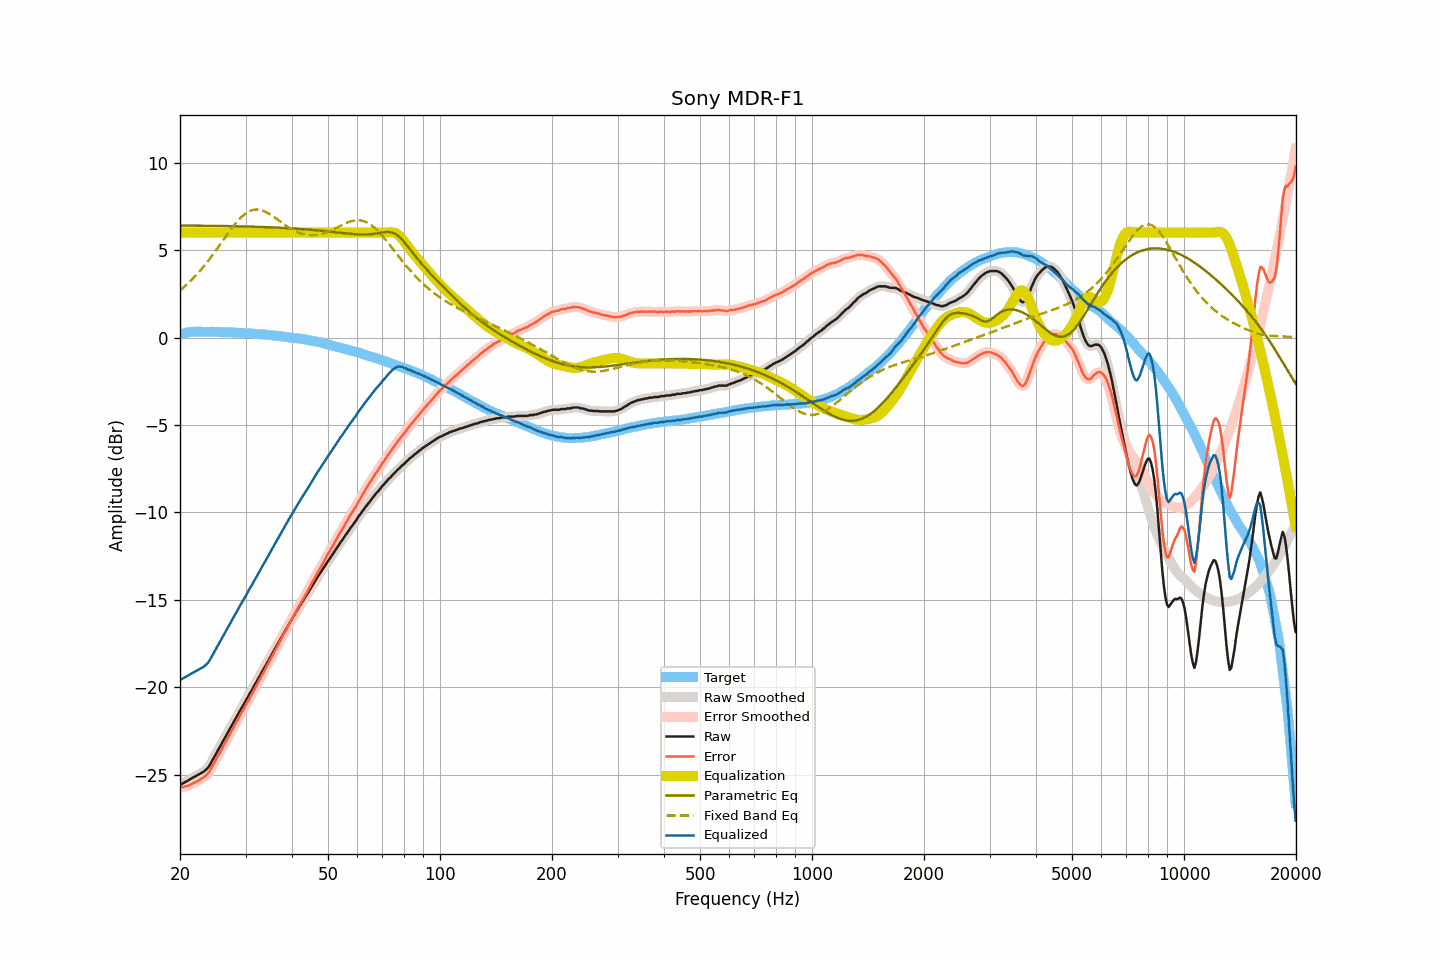 Sony MDR-F1
Amplitude (dBr)
10
5
0
−5
−10
−15
−20
−25
Target
Raw Smoothed
Error Smoothed
Raw
Error
Equalization
Parametric Eq
Fixed Band Eq
Equalized
20 50 100 200 500 1000 2000 5000 10000 20000
Frequency (Hz)